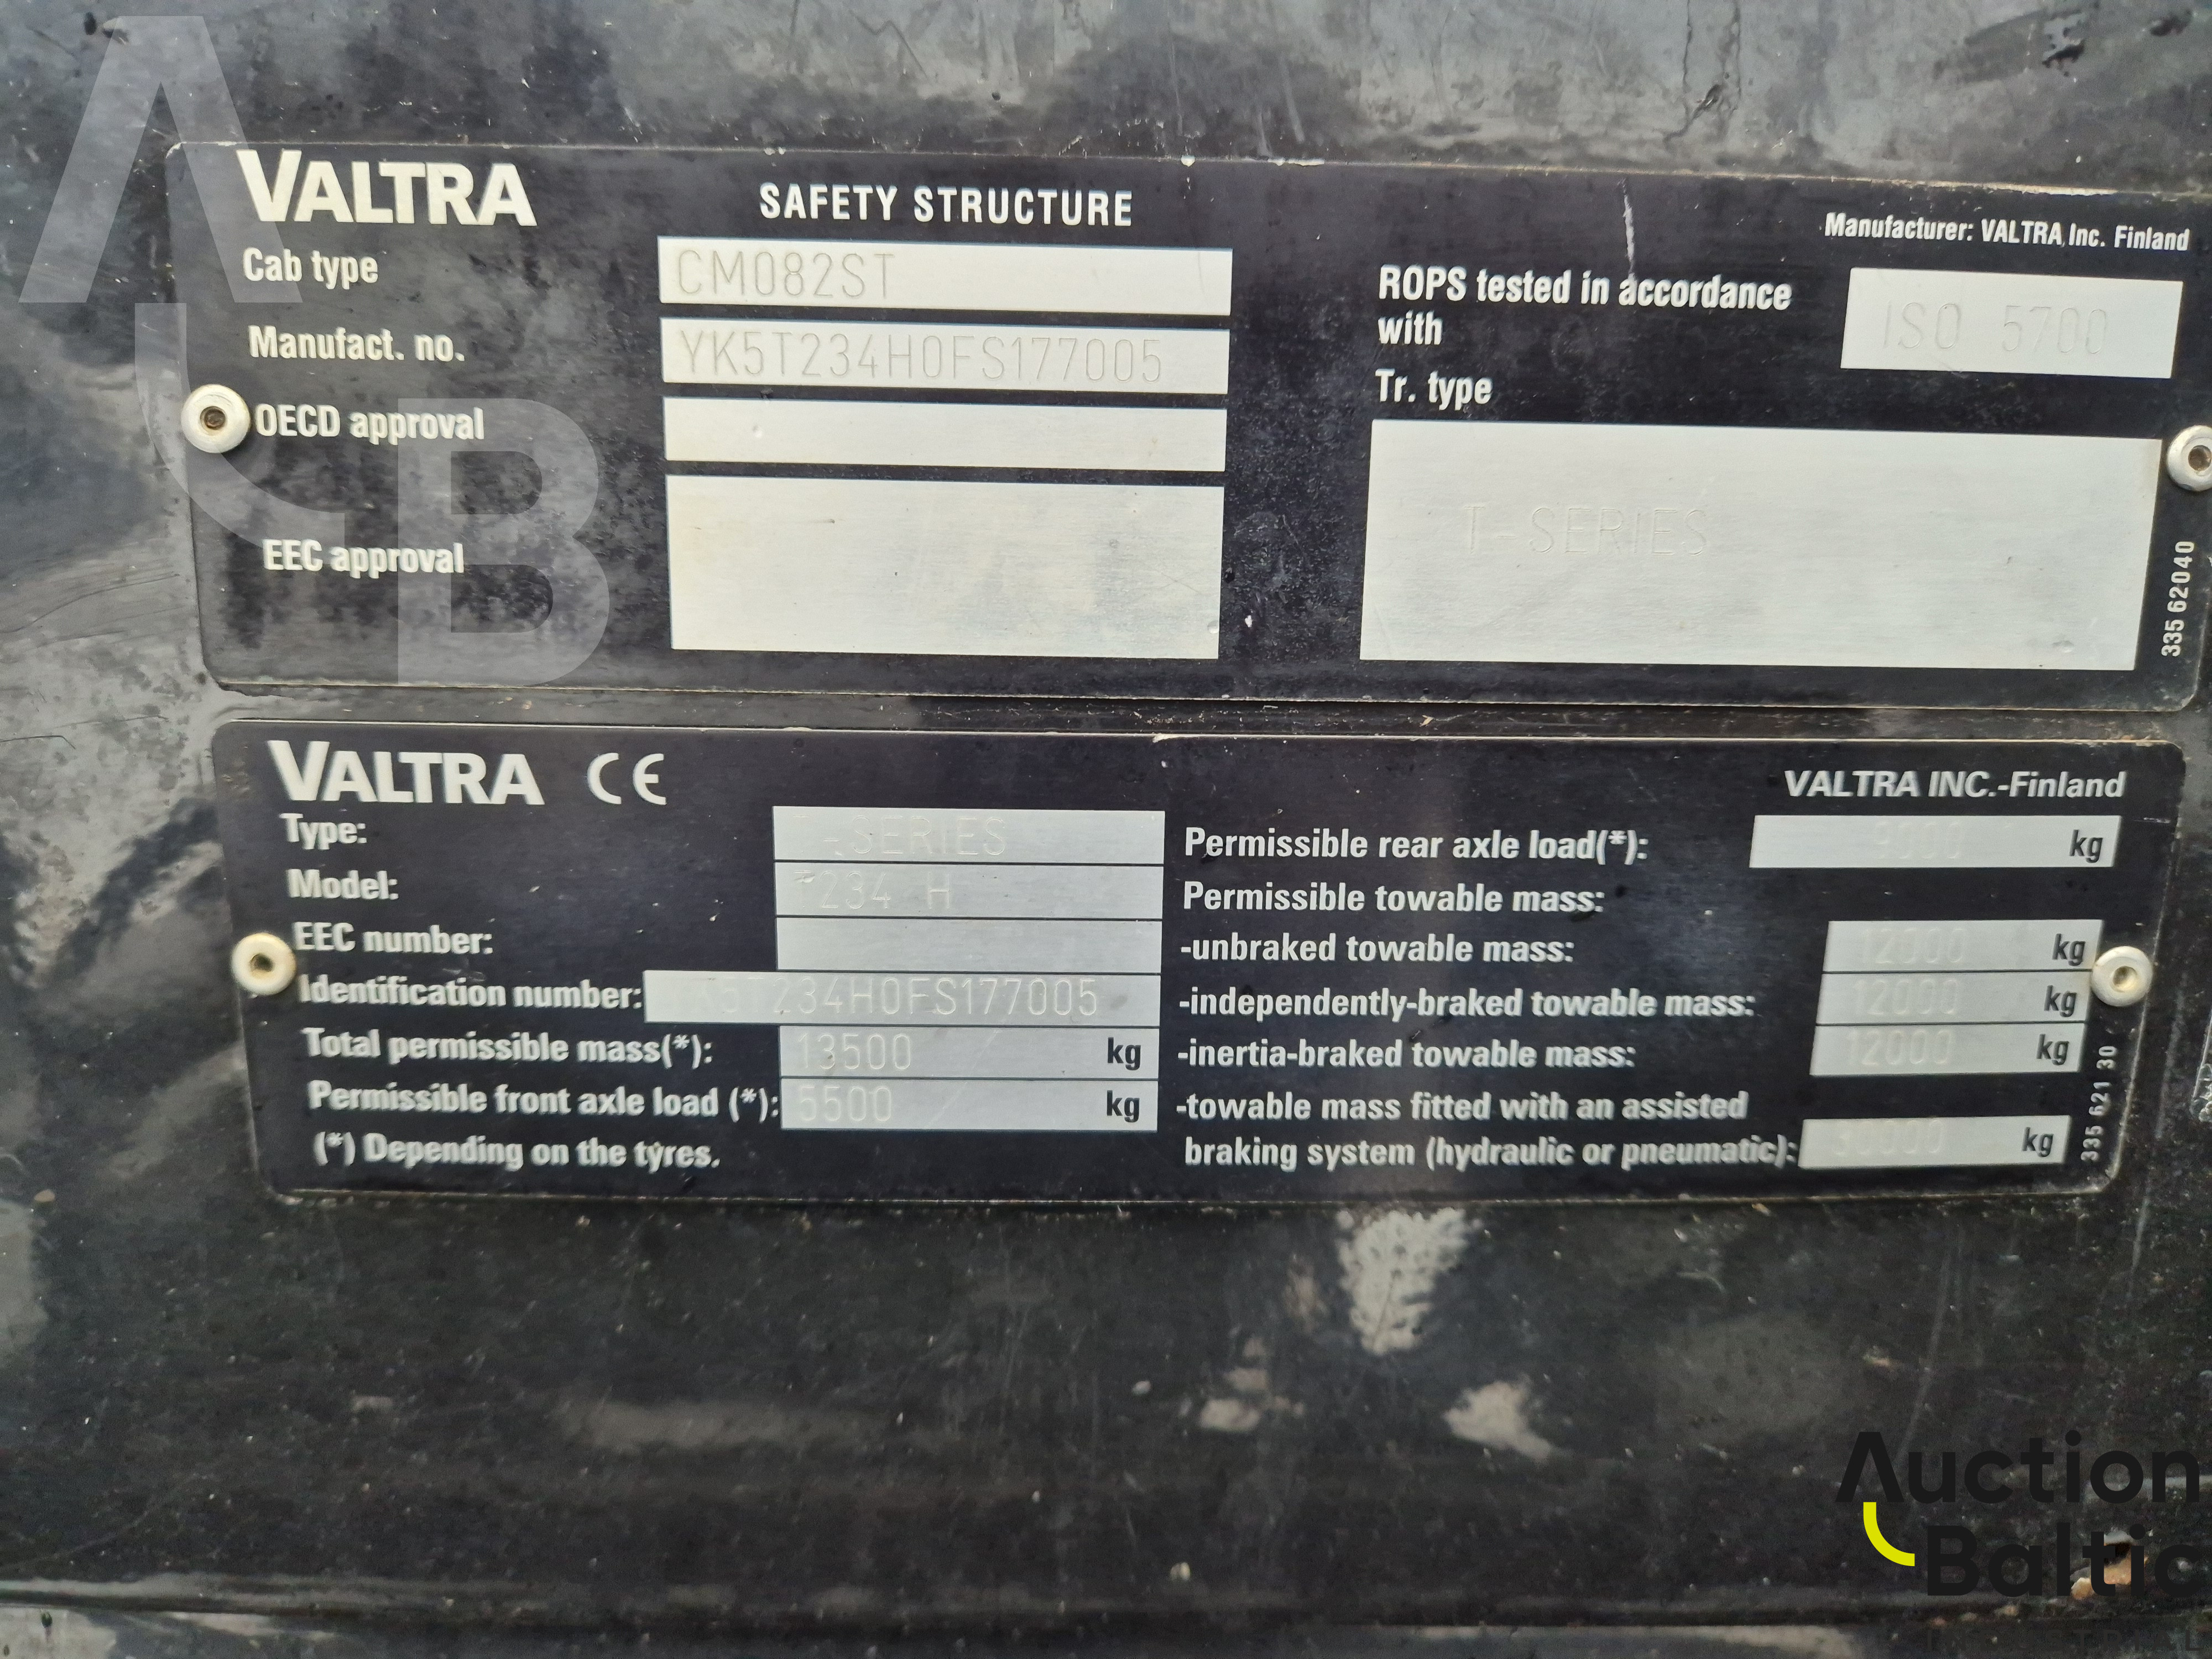 VALTRA
SAFETY STRUCTURE
Manufacturer: VALTRA Inc. Finland
Cab type CM082ST
Manufact. no. YK5T234H0FS177005
OECD approval
EEC approval
ROPS tested in accordance
with ISO 5700
Tr. type
T-SERIES
335 62040
VALTRA CE
VALTRA INC.-Finland
Type: T-SERIES
Model: T234 H
EEC number:
Identification number: YK5T234H0FS177005
Total permissible mass(*): 13500 kg
Permissible front axle load (*): 5500 kg
(*) Depending on the tyres.
Permissible rear axle load(*): 9000 kg
Permissible towable mass:
-unbraked towable mass: 12000 kg
-independently-braked towable mass: 12000 kg
-inertia-braked towable mass: 12000 kg
-towable mass fitted with an assisted
braking system (hydraulic or pneumatic): kg
335 621 30
AB
Auction
Baltic